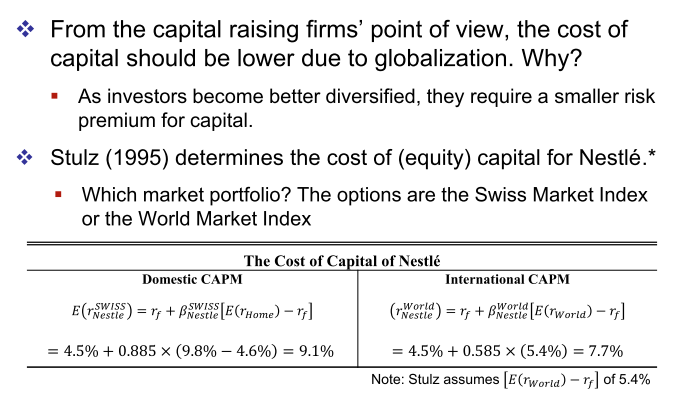 ❖ From the capital raising firms' point of view, the cost of
capital should be lower due to globalization. Why?
▪ As investors become better diversified, they require a smaller risk
premium for capital.
❖ Stulz (1995) determines the cost of (equity) capital for Nestlé.*
▪ Which market portfolio? The options are the Swiss Market Index
or the World Market Index
The Cost of Capital of Nestlé
Domestic CAPM
International CAPM
E(r_{Nestle}^{SWISS}) = r_f + β_{Nestle}^{SWISS}[E(r_{Home}) − r_f]
(r_{Nestle}^{World}) = r_f + β_{Nestle}^{World}[E(r_{World}) − r_f]
= 4.5% + 0.885 × (9.8% − 4.6%) = 9.1%
= 4.5% + 0.585 × (5.4%) = 7.7%
Note: Stulz assumes [E(r_{World}) − r_f] of 5.4%